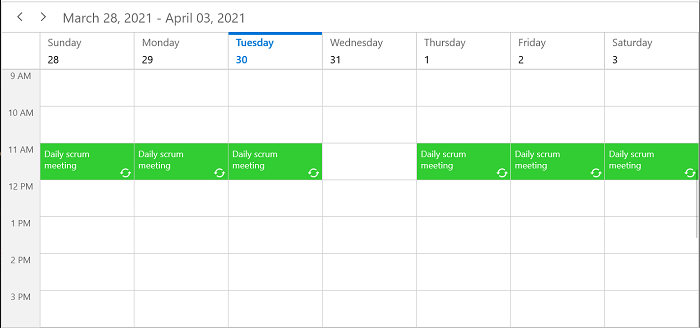 March 28, 2021 - April 03, 2021
Sunday Monday Tuesday Wednesday Thursday Friday Saturday
28 29 30 31 1 2 3
9 AM
10 AM
11 AM
Daily scrum Daily scrum Daily scrum Daily scrum Daily scrum Daily scrum
meeting meeting meeting meeting meeting meeting
12 PM
1 PM
2 PM
3 PM